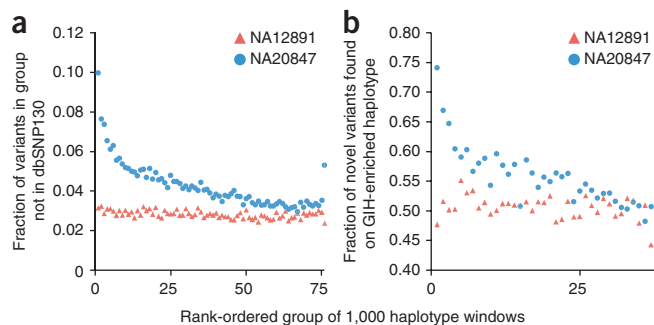 a
Fraction of variants in group
not in dbSNP130
0.12
0.10
0.08
0.06
0.04
0.02
0
0
25
50
75
NA12891
NA20847
b
Fraction of novel variants found
on GIH-enriched haplotype
0.80
0.75
0.70
0.65
0.60
0.55
0.50
0.45
0.40
25
NA12891
NA20847
Rank-ordered group of 1,000 haplotype windows